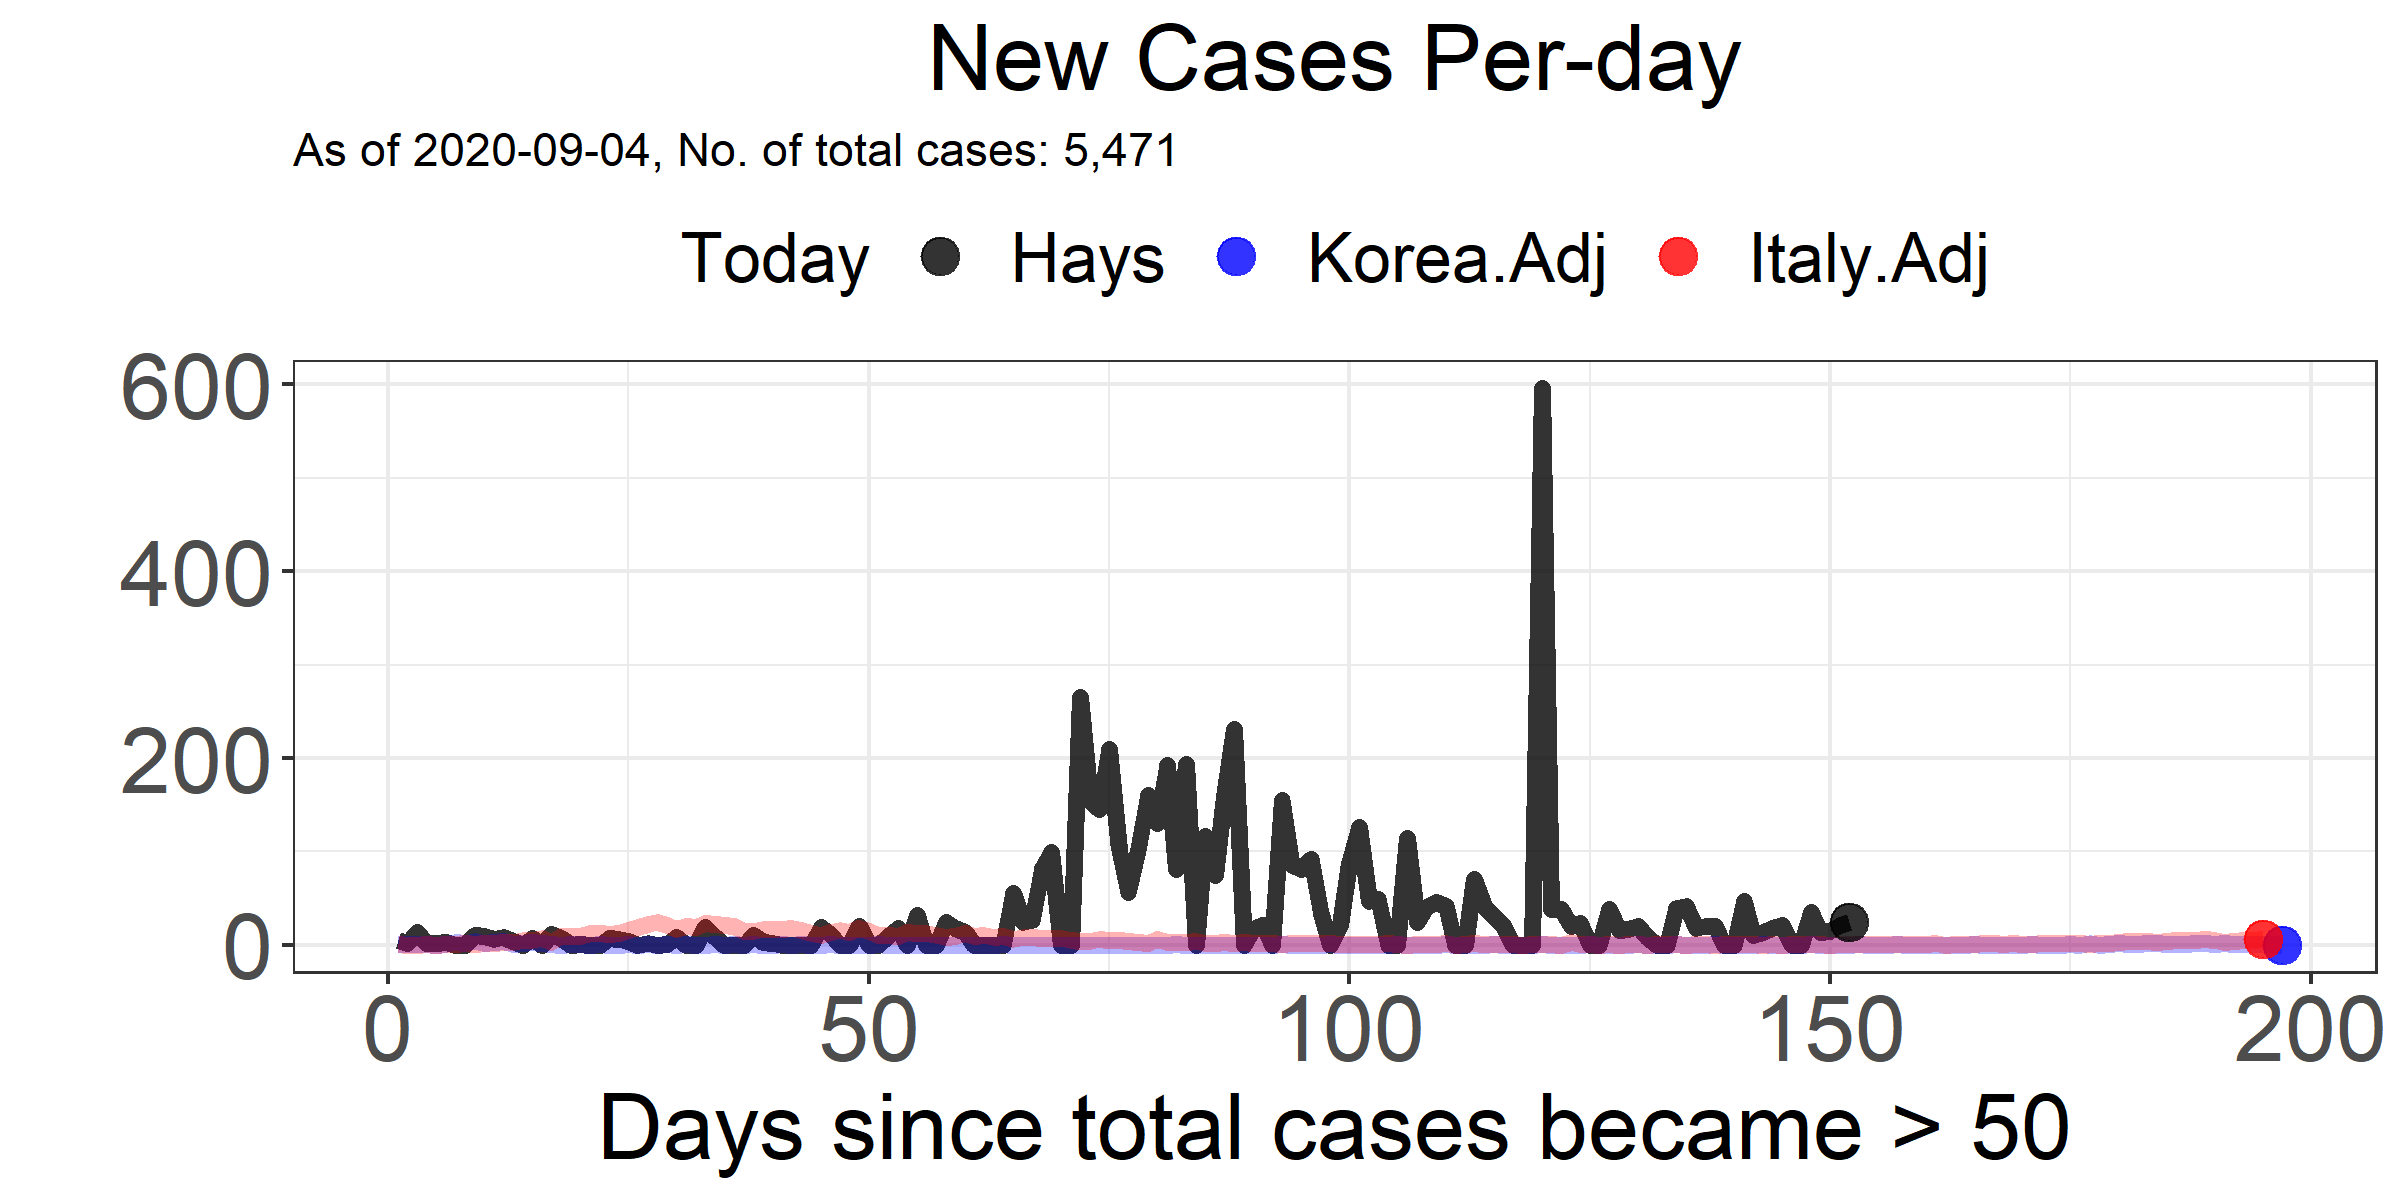 New Cases Per-day
As of 2020-09-04, No. of total cases: 5,471
Today Hays Korea.Adj Italy.Adj
600
400
200
0
0 50 100 150 200
Days since total cases became > 50